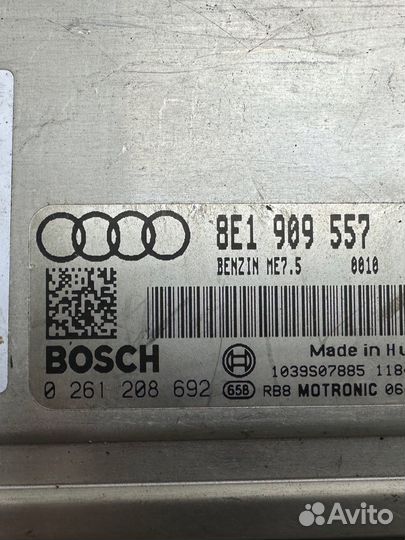 8E1 909 557
BENZIN ME7.5 0010
BOSCH
Made in Hu
0 261 208 692
1039S07885 118
65B RB8 MOTRONIC 06
Avito